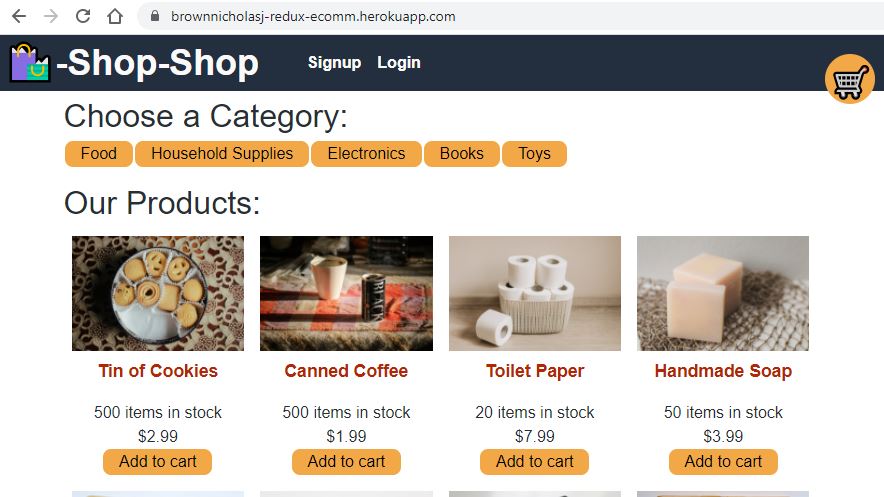 brownnicholasj-redux-ecomm.herokuapp.com
-Shop-Shop Signup Login
Choose a Category:
Food Household Supplies Electronics Books Toys
Our Products:
BLACK
Tin of Cookies Canned Coffee Toilet Paper Handmade Soap
500 items in stock 500 items in stock 20 items in stock 50 items in stock
$2.99 $1.99 $7.99 $3.99
Add to cart Add to cart Add to cart Add to cart